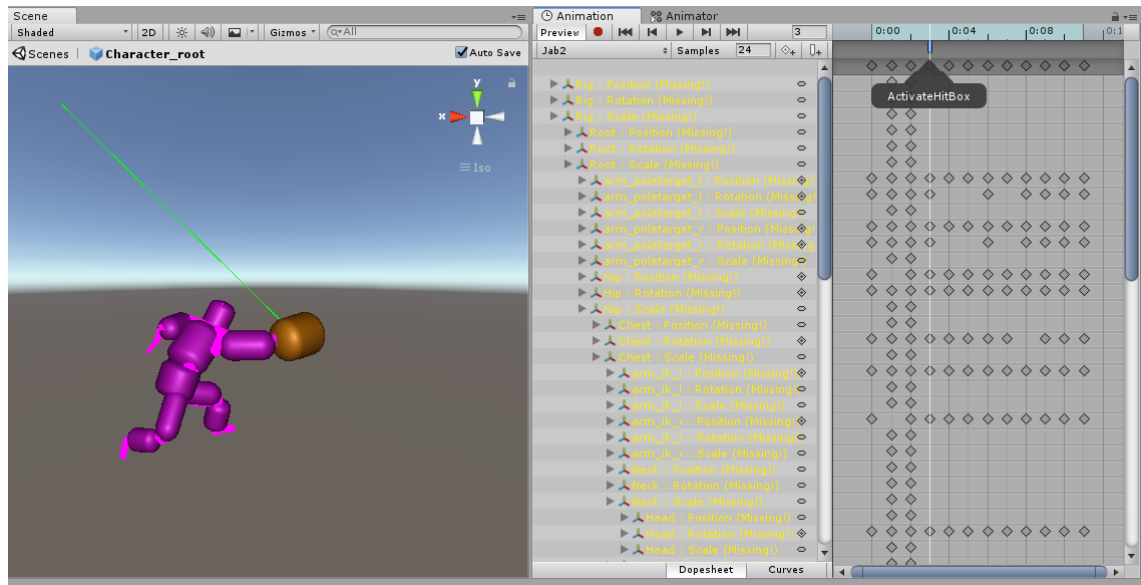 Scene
Shaded 2D Gizmos All
Scenes Character_root Auto Save
y
x
Iso
Animation Animator
Preview 3 0:00 0:04 0:08 0:1
Jab2 Samples 24
ActivateHitBox
Rig : Position (Missing!)
Rig : Rotation (Missing!)
Rig : Scale (Missing!)
Root : Position (Missing!)
Root : Rotation (Missing!)
Root : Scale (Missing!)
arm_poletarget_l : Position (Missing!)
arm_poletarget_l : Rotation (Missing!)
arm_poletarget_l : Scale (Missing!)
arm_poletarget_r : Position (Missing!)
arm_poletarget_r : Rotation (Missing!)
arm_poletarget_r : Scale (Missing!)
Hip : Position (Missing!)
Hip : Rotation (Missing!)
Hip : Scale (Missing!)
Chest : Position (Missing!)
Chest : Rotation (Missing!)
Chest : Scale (Missing!)
arm_ik_l : Position (Missing!)
arm_ik_l : Rotation (Missing!)
arm_ik_l : Scale (Missing!)
arm_ik_r : Position (Missing!)
arm_ik_r : Rotation (Missing!)
arm_ik_r : Scale (Missing!)
Neck : Position (Missing!)
Neck : Rotation (Missing!)
Neck : Scale (Missing!)
Head : Position (Missing!)
Head : Rotation (Missing!)
Head : Scale (Missing!)
Dopesheet Curves